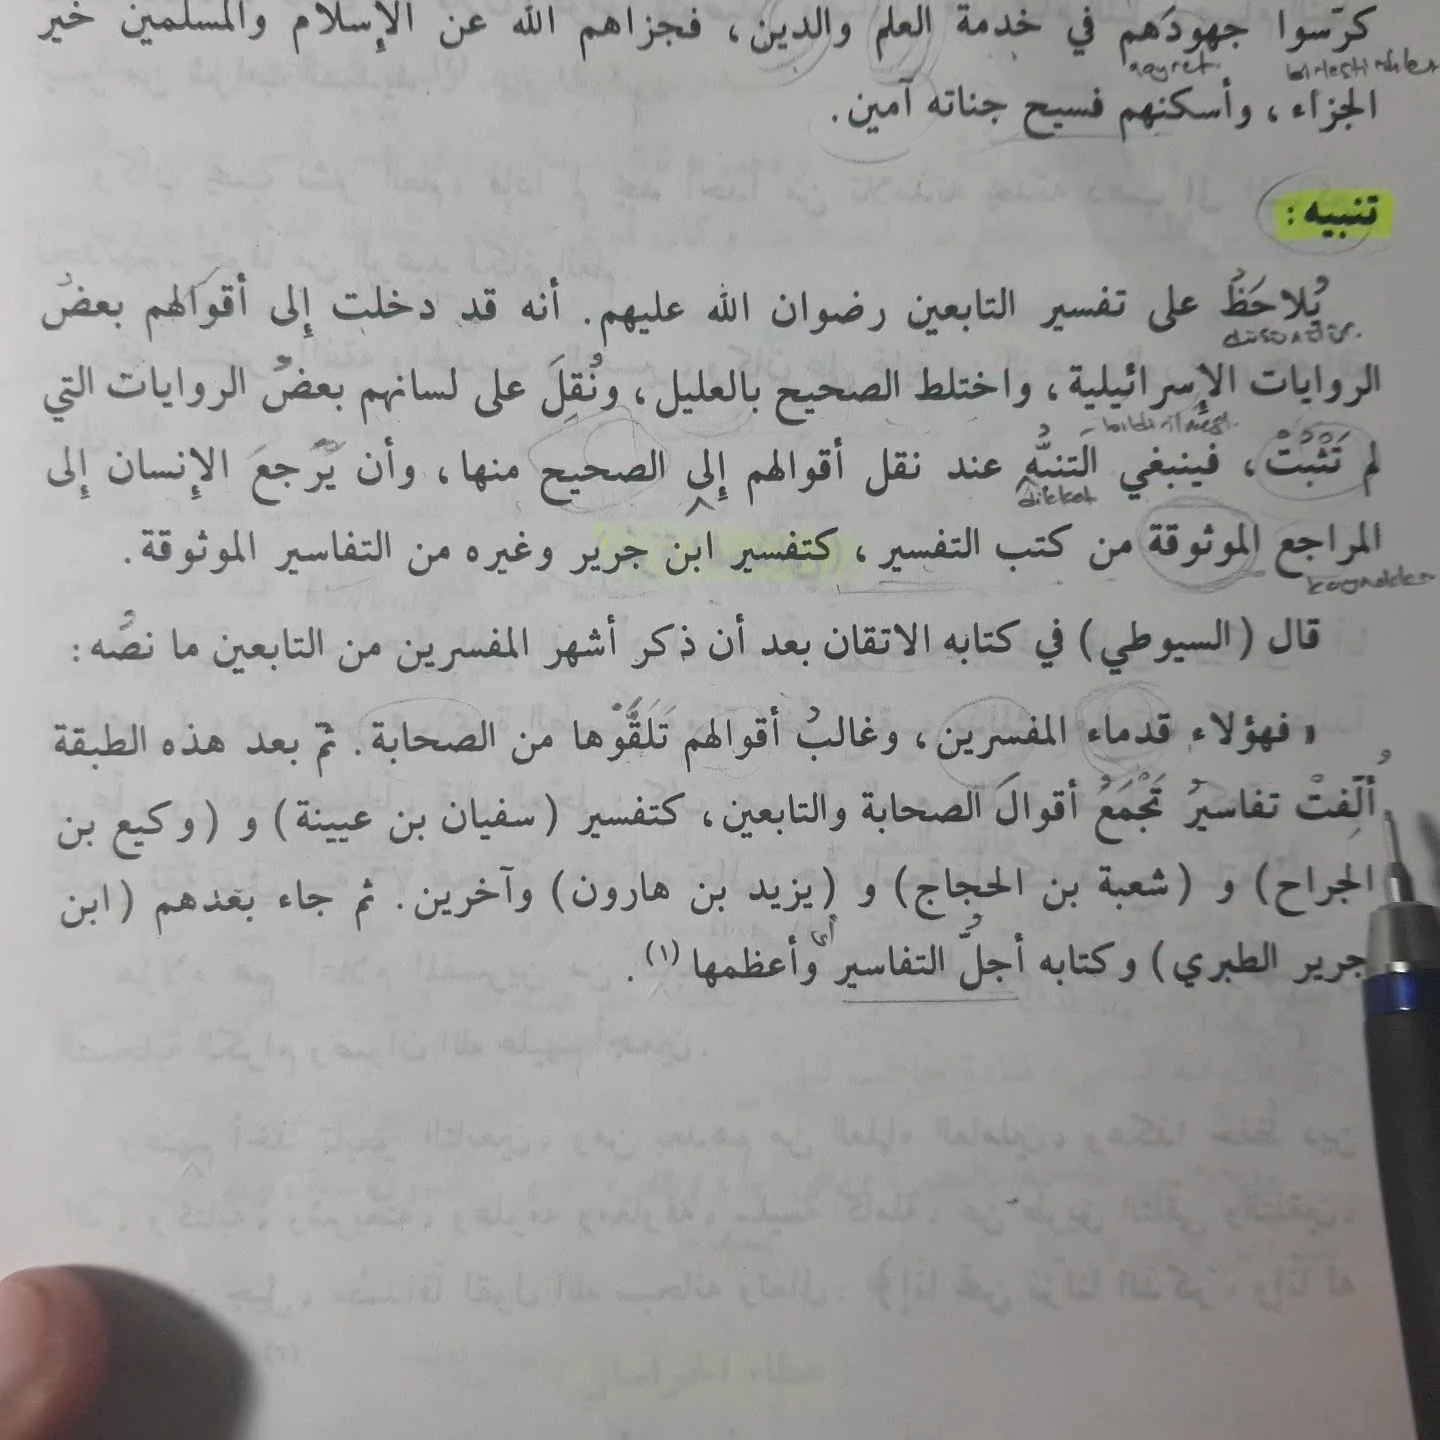 كرّسوا جهودَهم في خدمة العلم والدين، فجزاهم الله عن الإسلام والمسلمين خير
gayret birleştirdiler
الجزاء، وأسكنهم فسيح جناته آمين.
تنبيه:
يُلاحَظُ على تفسير التابعين رضوان الله عليهم. أنه قد دخلت إلى أقوالهم بعضُ
الروايات الإسرائيلية، واختلط الصحيح بالعليل، ونُقِلَ على لسانهم بعضُ الروايات التي
لم تَثْبُتْ، فينبغي التنبُّه عند نقل أقوالهم إلى الصحيح منها، وأن يَرجعَ الإنسان إلى
dikkat
المراجع الموثوقة من كتب التفسير، كتفسير ابن جرير وغيره من التفاسير الموثوقة.
kaynaklar
قال (السيوطي) في كتابه الاتقان بعد أن ذكر أشهر المفسرين من التابعين ما نصُّه:
« فهؤلاء قدماء المفسرين، وغالبُ أقوالهم تَلَقَّوْها من الصحابة. ثمّ بعد هذه الطبقة
أُلِّفتْ تفاسيرُ تَجْمَعُ أقوالَ الصحابة والتابعين، كتفسير (سفيان بن عيينة) و (وكيع بن
الجراح) و (شعبة بن الحجاج) و (يزيد بن هارون) وآخرين. ثم جاء بعدهم (ابن
جرير الطبري) وكتابه أجلُّ التفاسير وأعظمها (١).